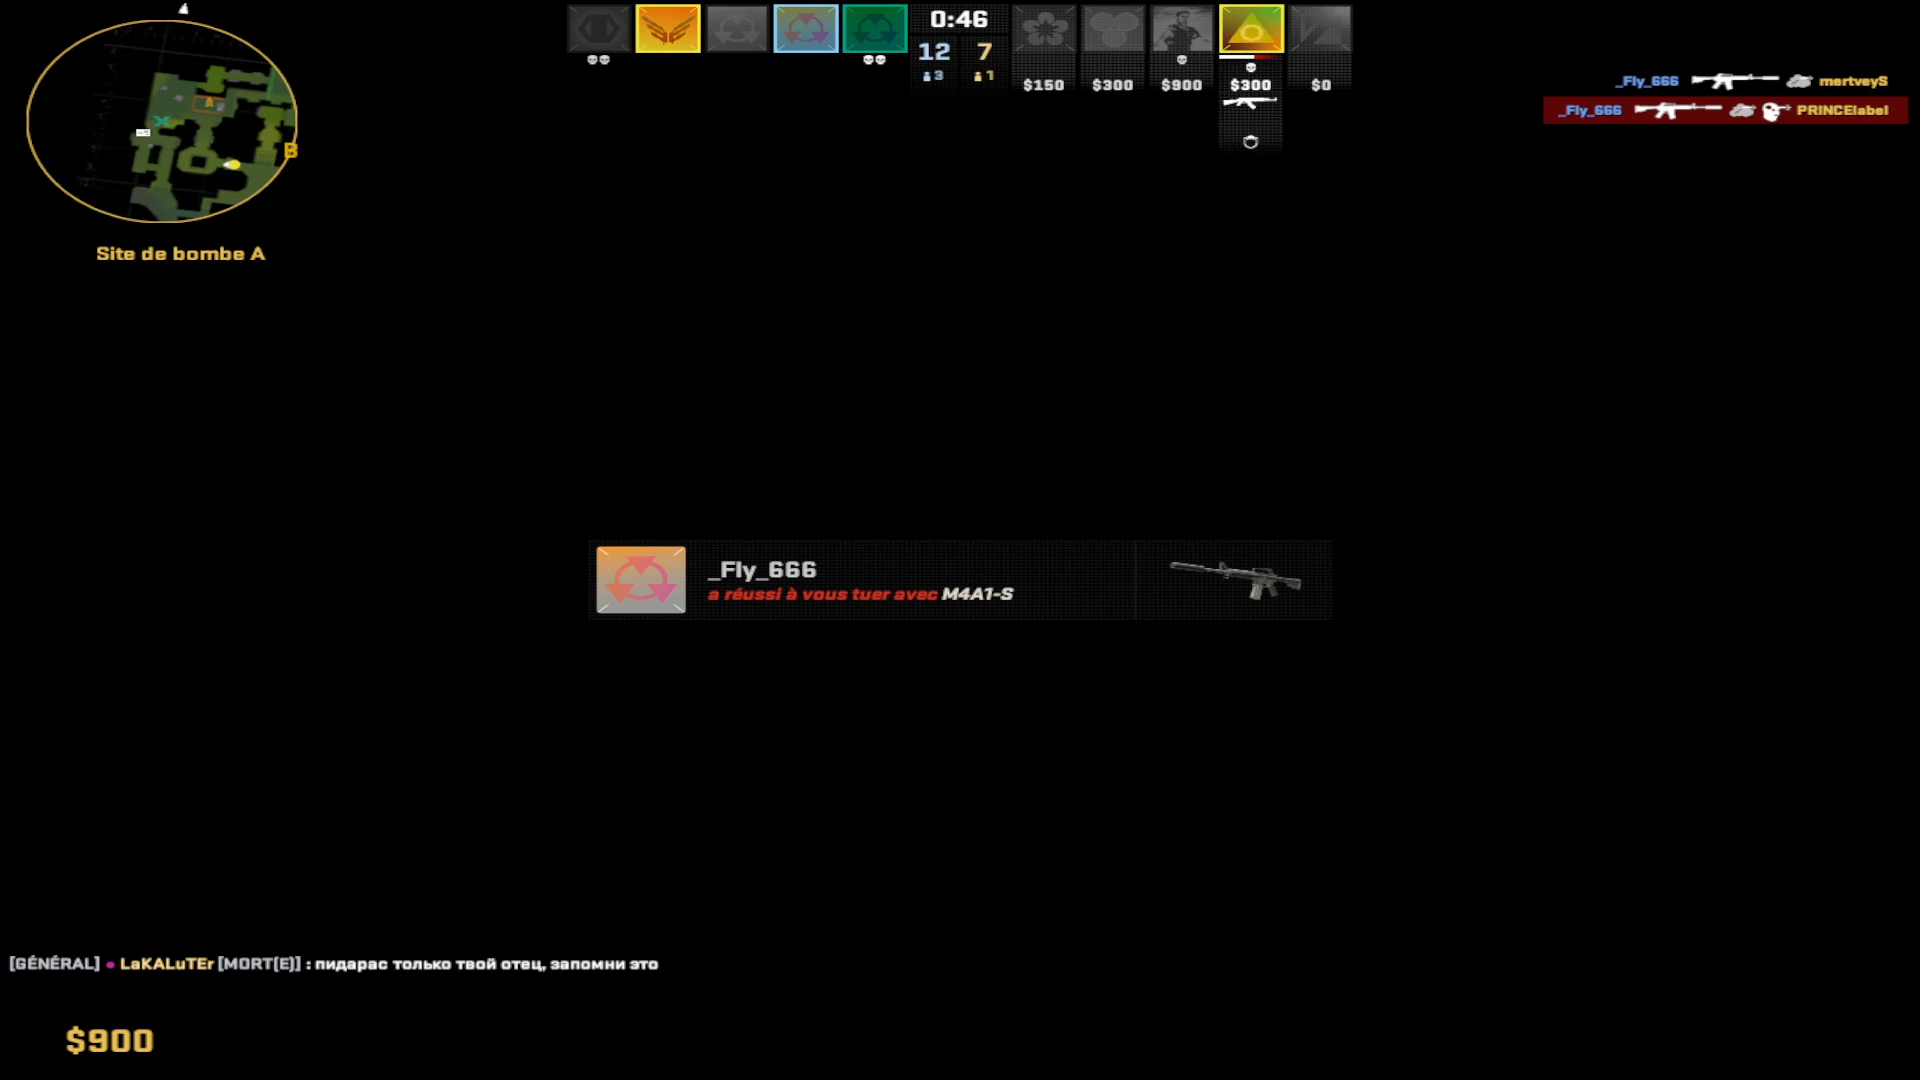 0:46
12 7
3 1
$150 $300 $900 $300 $0
_Fly_666 mertveyS
_Fly_666 PRINCElabel
A
B
Site de bombe A
_Fly_666
a réussi à vous tuer avec M4A1-S
[GÉNÉRAL] • LaKALuTEr [MORT(E)] : пидарас только твой отец, запомни это
$900